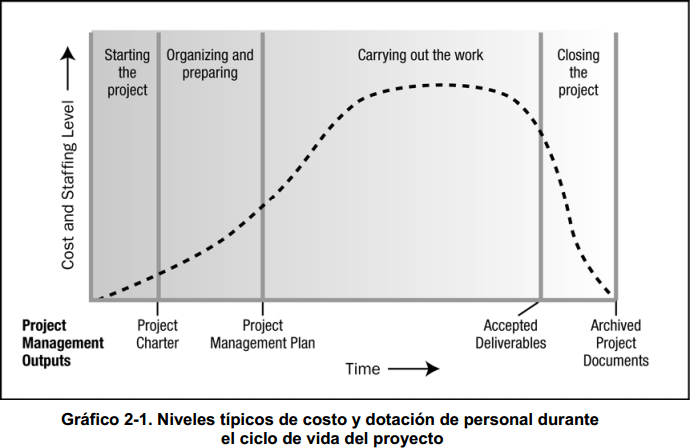 Starting
the
project
Organizing and
preparing
Carrying out the work
Closing
the
project
Cost and Staffing Level
Project
Management
Outputs
Project
Charter
Project
Management Plan
Accepted
Deliverables
Archived
Project
Documents
Time
Gráfico 2-1. Niveles típicos de costo y dotación de personal durante
el ciclo de vida del proyecto